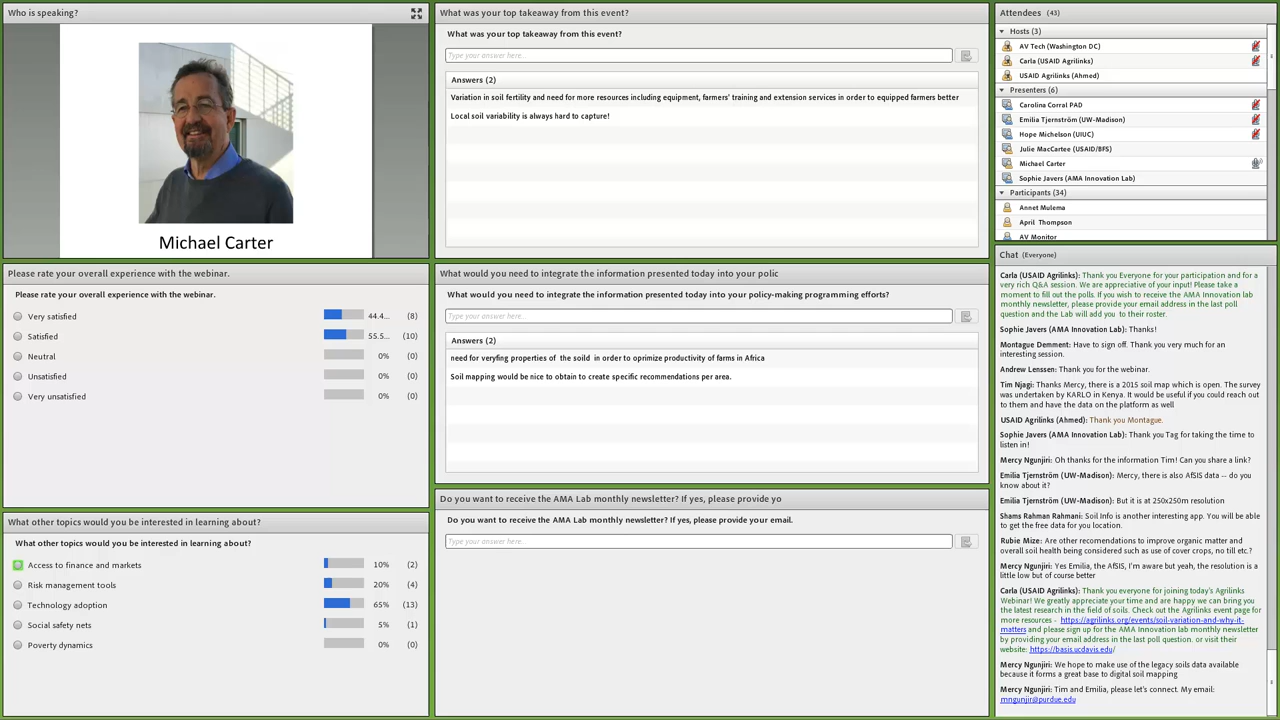 Who is speaking?
Michael Carter
Please rate your overall experience with the webinar.
Please rate your overall experience with the webinar.
Very satisfied 44.4... (8)
Satisfied 55.5... (10)
Neutral 0% (0)
Unsatisfied 0% (0)
Very unsatisfied 0% (0)
What other topics would you be interested in learning about?
What other topics would you be interested in learning about?
Access to finance and markets 10% (2)
Risk management tools 20% (4)
Technology adoption 65% (13)
Social safety nets 5% (1)
Poverty dynamics 0% (0)
What was your top takeaway from this event?
What was your top takeaway from this event?
Type your answer here...
Answers (2)
Variation in soil fertility and need for more resources including equipment, farmers' training and extension services in order to equipped farmers better
Local soil variability is always hard to capture!
What would you need to integrate the information presented today into your polic
What would you need to integrate the information presented today into your policy-making programming efforts?
Type your answer here...
Answers (2)
need for veryfing properties of the soild in order to oprimize productivity of farms in Africa
Soil mapping would be nice to obtain to create specific recommendations per area.
Do you want to receive the AMA Lab monthly newsletter? If yes, please provide yo
Do you want to receive the AMA Lab monthly newsletter? If yes, please provide your email.
Type your answer here...
Attendees (43)
Hosts (3)
AV Tech (Washington DC)
Carla (USAID Agrilinks)
USAID Agrilinks (Ahmed)
Presenters (6)
Carolina Corral PAD
Emilia Tjernström (UW-Madison)
Hope Michelson (UIUC)
Julie MacCartee (USAID/BFS)
Michael Carter
Sophie Javers (AMA Innovation Lab)
Participants (34)
Annet Mulema
April Thompson
AV Monitor
Chat (Everyone)
Carla (USAID Agrilinks): Thank you Everyone for your participation and for a
very rich Q&A session. We are appreciative of your input! Please take a
moment to fill out the polls. If you wish to receive the AMA Innovation lab
monthly newsletter, please provide your email address in the last poll
question and the Lab will add you to their roster.
Sophie Javers (AMA Innovation Lab): Thanks!
Montague Demment: Have to sign off. Thank you very much for an
interesting session.
Andrew Lenssen: Thank you for the webinar.
Tim Njagi: Thanks Mercy, there is a 2015 soil map which is open. The survey
was undertaken by KARLO in Kenya. It would be useful if you could reach out
to them and have the data on the platform as well
USAID Agrilinks (Ahmed): Thank you Montague.
Sophie Javers (AMA Innovation Lab): Thank you Tag for taking the time to
listen in!
Mercy Ngunjiri: Oh thanks for the information Tim! Can you share a link?
Emilia Tjernström (UW-Madison): Mercy, there is also AfSIS data -- do you
know about it?
Emilia Tjernström (UW-Madison): But it is at 250x250m resolution
Shams Rahman Rahmani: Soil Info is another interesting app. You will be able
to get the free data for you location.
Rubie Mize: Are other recomendations to improve organic matter and
overall soil health being considered such as use of cover crops, no till etc.?
Mercy Ngunjiri: Yes Emilia, the AfSIS, I'm aware but yeah, the resolution is a
little low but of course better
Carla (USAID Agrilinks): Thank you everyone for joining today's Agrilinks
Webinar! We greatly appreciate your time and are happy we can bring you
the latest research in the field of soils. Check out the Agrilinks event page for
more resources - https://agrilinks.org/events/soil-variation-and-why-it-
matters and please sign up for the AMA Innovation lab monthly newsletter
by providing your email address in the last poll question. or visit their
website: https://basis.ucdavis.edu/
Mercy Ngunjiri: We hope to make use of the legacy soils data available
because it forms a great base to digital soil mapping
Mercy Ngunjiri: Tim and Emilia, please let's connect. My email:
mngunjir@purdue.edu